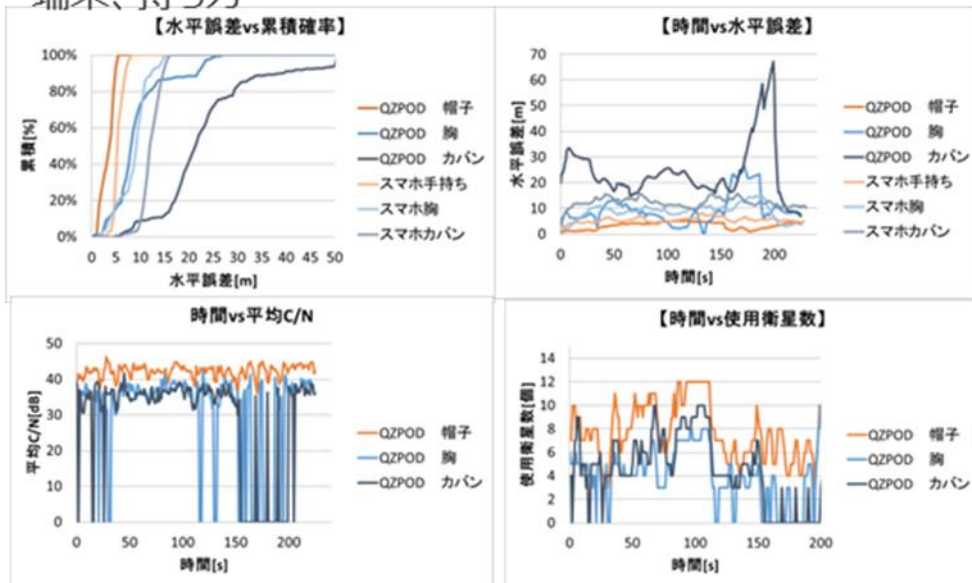 端末、持ち方
【水平誤差vs累積確率】
100%
80%
60%
40%
20%
0%
累積[%]
0 5 10 15 20 25 30 35 40 45 50
水平誤差[m]
QZPOD 帽子
QZPOD 胸
QZPOD カバン
スマホ手持ち
スマホ胸
スマホカバン
【時間vs水平誤差】
70
60
50
40
30
20
10
0
水平誤差[m]
0 50 100 150 200
時間[s]
QZPOD 帽子
QZPOD 胸
QZPOD カバン
スマホ手持ち
スマホ胸
スマホカバン
時間vs平均C/N
50
40
30
20
10
0
平均C/N[dB]
0 50 100 150 200
時間[s]
QZPOD 帽子
QZPOD 胸
QZPOD カバン
【時間vs使用衛星数】
14
12
10
8
6
4
2
0
使用衛星数[個]
0 50 100 150 200
時間[s]
QZPOD 帽子
QZPOD 胸
QZPOD カバン